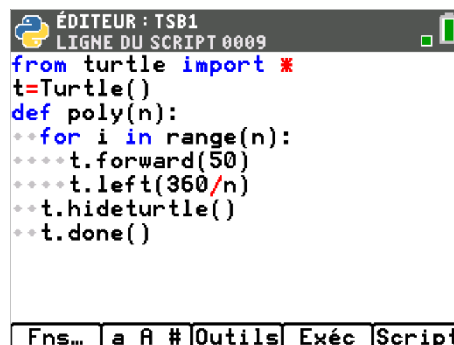 ÉDITEUR : TSB1
LIGNE DU SCRIPT 0009
from turtle import *
t=Turtle()
def poly(n):
  for i in range(n):
    t.forward(50)
    t.left(360/n)
  t.hideturtle()
  t.done()
Fns… a A # Outils Exéc Script